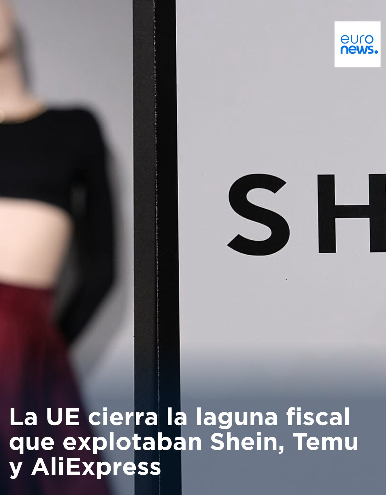 euro
news.
SH
La UE cierra la laguna fiscal
que explotaban Shein, Temu
y AliExpress